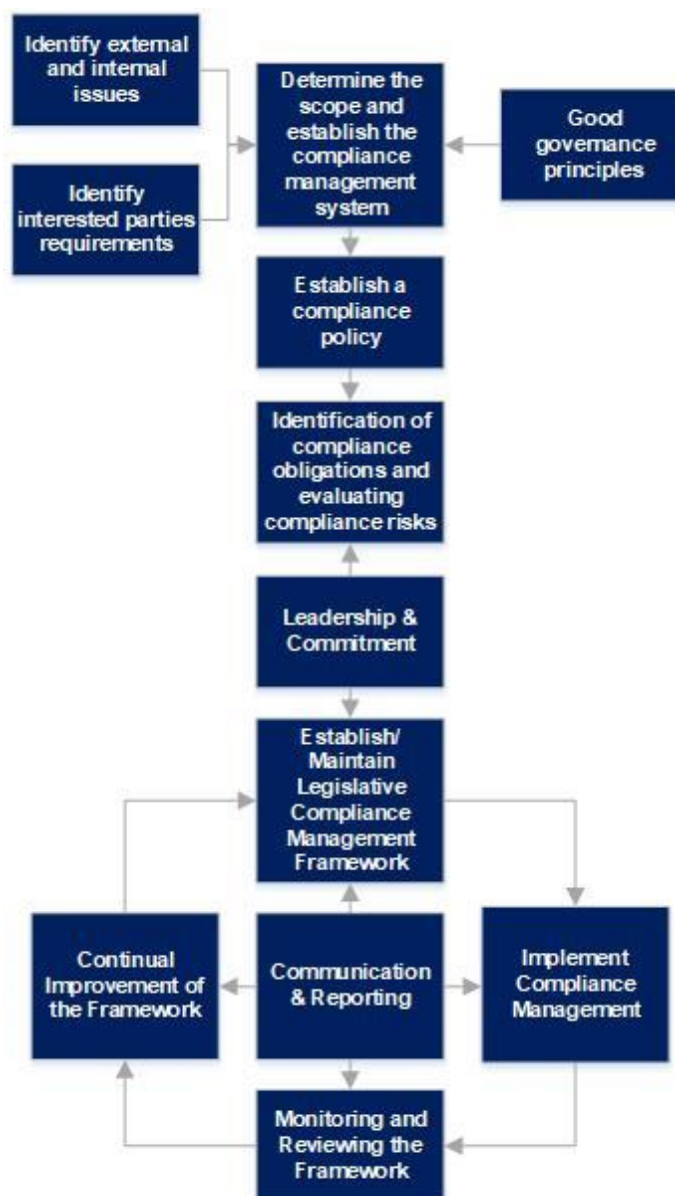 Identify external
and internal
issues
Determine the
scope and
establish the
compliance
management
system
Good
governance
principles
Identify
interested parties
requirements
Establish a
compliance
policy
Identification of
compliance
obligations and
evaluating
compliance risks
Leadership &
Commitment
Establish/
Maintain
Legislative
Compliance
Management
Framework
Continual
Improvement of
the Framework
Communication
& Reporting
Implement
Compliance
Management
Monitoring and
Reviewing the
Framework